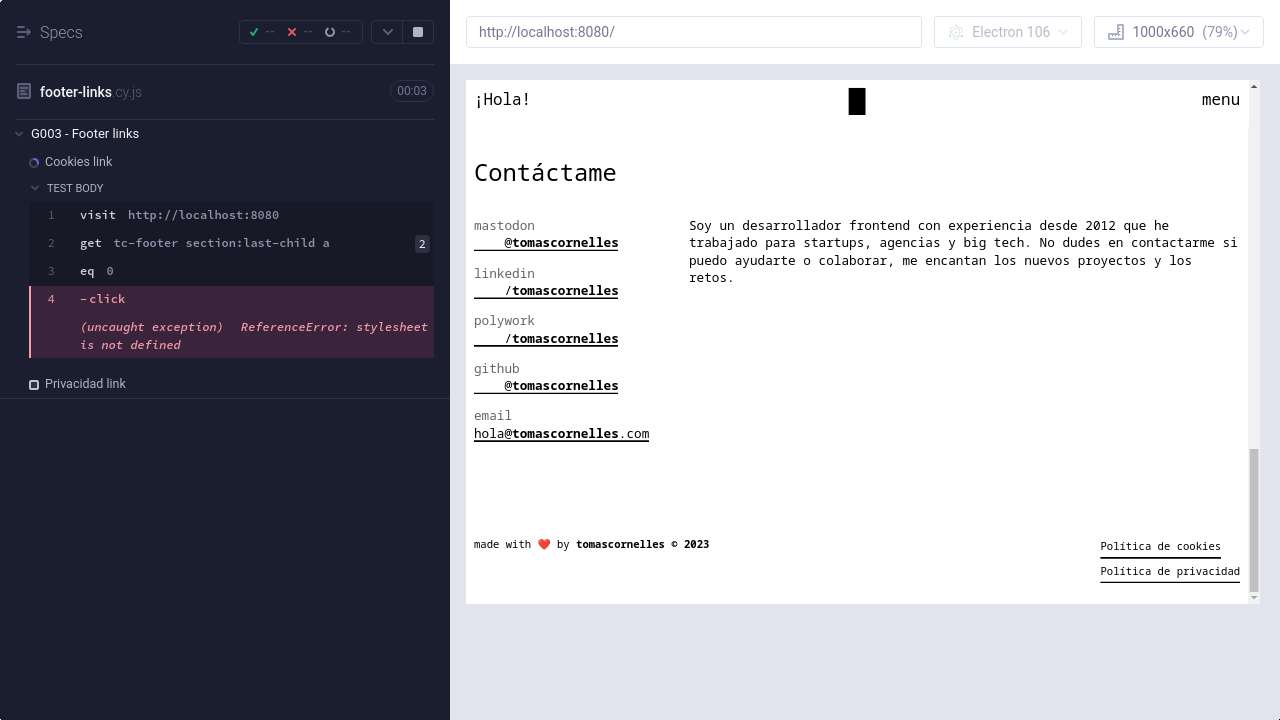 Specs
--
--
--
footer-links.cy.js
00:03
G003 - Footer links
Cookies link
TEST BODY
1 visit http://localhost:8080
2 get tc-footer section:last-child a 2
3 eq 0
4 -click
(uncaught exception) ReferenceError: stylesheet
is not defined
Privacidad link
http://localhost:8080/
Electron 106
1000x660 (79%)
¡Hola!
menu
Contáctame
mastodon
@tomascornelles
linkedin
/tomascornelles
polywork
/tomascornelles
github
@tomascornelles
email
hola@tomascornelles.com
Soy un desarrollador frontend con experiencia desde 2012 que he
trabajado para startups, agencias y big tech. No dudes en contactarme si
puedo ayudarte o colaborar, me encantan los nuevos proyectos y los
retos.
made with ❤️ by tomascornelles © 2023
Política de cookies
Política de privacidad